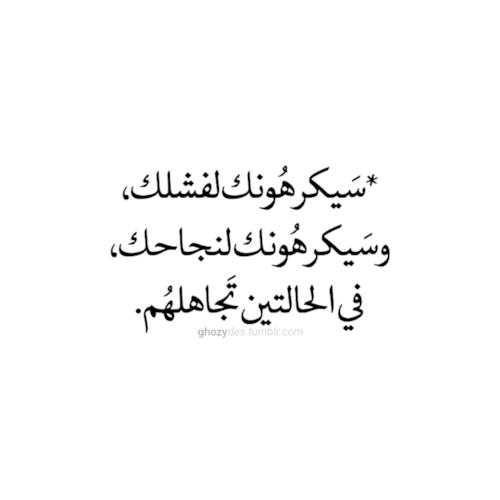 *سَيكرهُونك لفشلك،
وسَيكرهُونك لنجاحك،
في الحالتين تَجاهلهُم.
ghozydes.tumblr.com